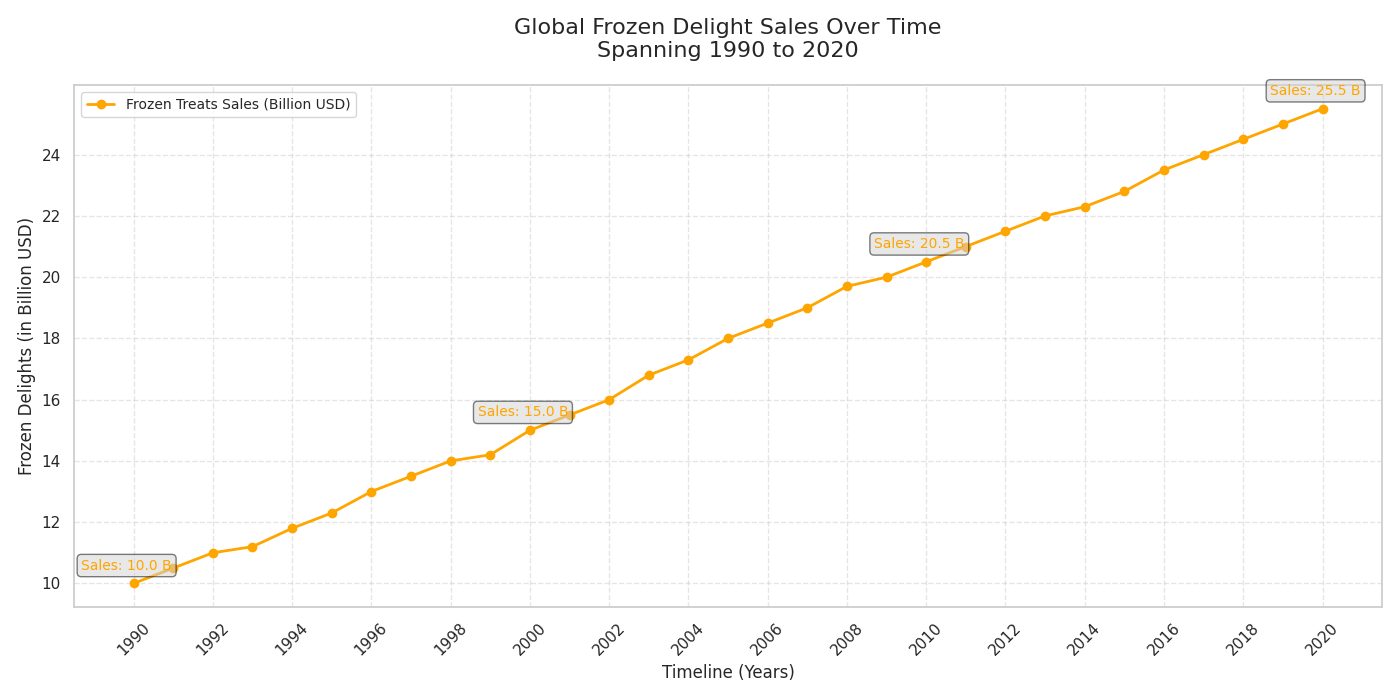 Global Frozen Delight Sales Over Time
Spanning 1990 to 2020
Frozen Treats Sales (Billion USD)
Sales: 25.5 B
Sales: 20.5 B
Sales: 15.0 B
Sales: 10.0 B
Frozen Delights (in Billion USD)
24
22
20
18
16
14
12
10
1990
1992
1994
1996
1998
2000
2002
2004
2006
2008
2010
2012
2014
2016
2018
2020
Timeline (Years)